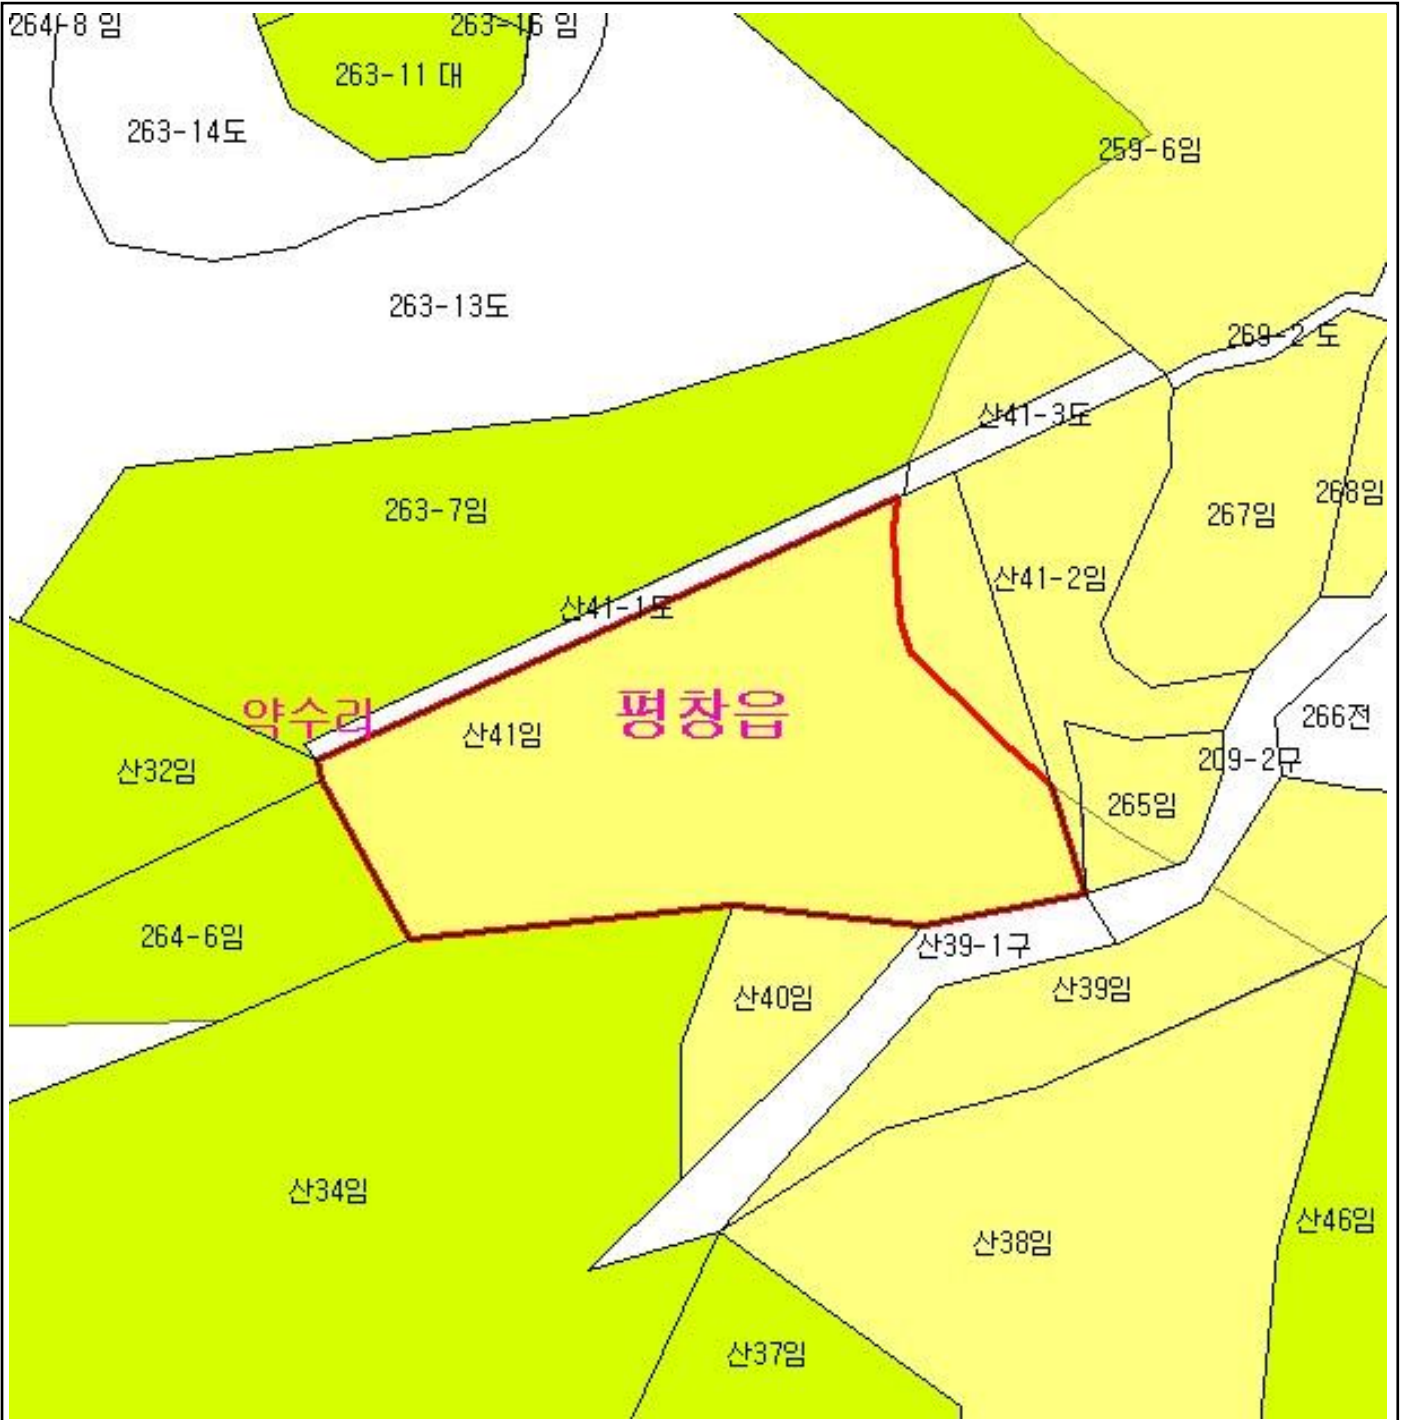 264-8 임
263-16 임
263-11 대
263-14도
259-6임
263-13도
269-2 도
산41-3도
268임
263-7임
267임
산41-2임
산41-1도
약수리
평창읍
266전
산41임
209-2구
산32임
265임
264-6임
산39-1구
산39임
산40임
산34임
산46임
산38임
산37임